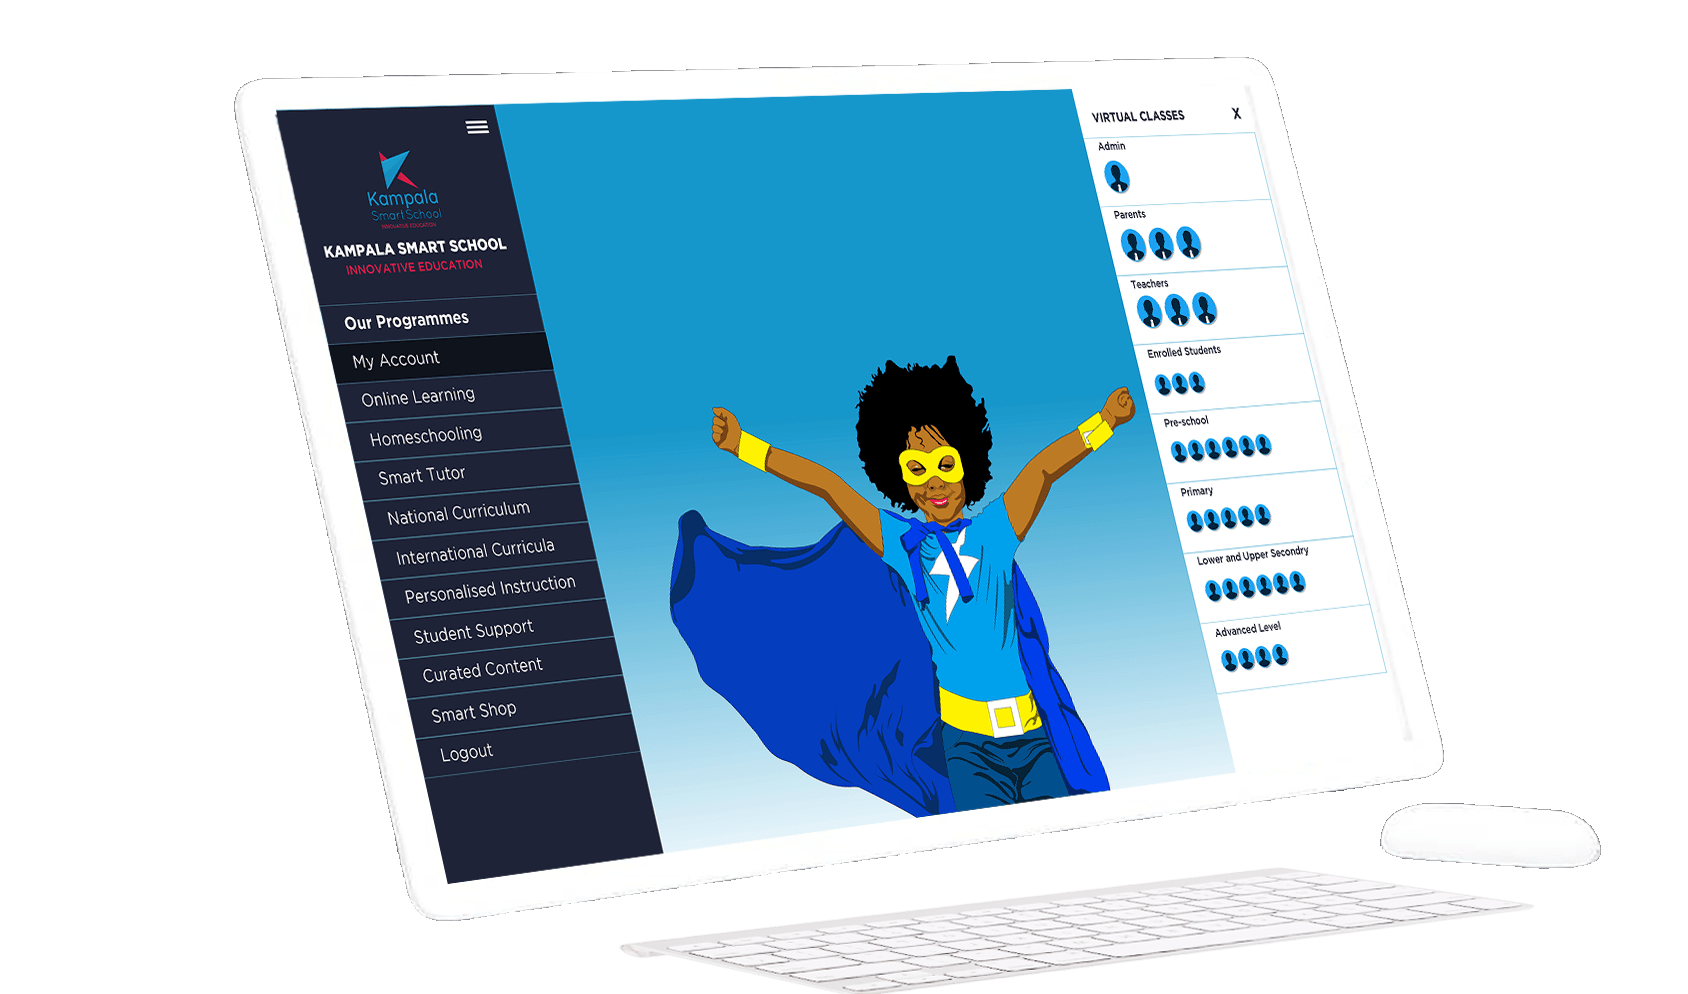 Kampala
Smart School
INNOVATIVE EDUCATION
KAMPALA SMART SCHOOL
INNOVATIVE EDUCATION
Our Programmes
My Account
Online Learning
Homeschooling
Smart Tutor
National Curriculum
International Curricula
Personalised Instruction
Student Support
Curated Content
Smart Shop
Logout
VIRTUAL CLASSES X
Admin
Parents
Teachers
Enrolled Students
Pre-school
Primary
Lower and Upper Secondry
Advanced Level